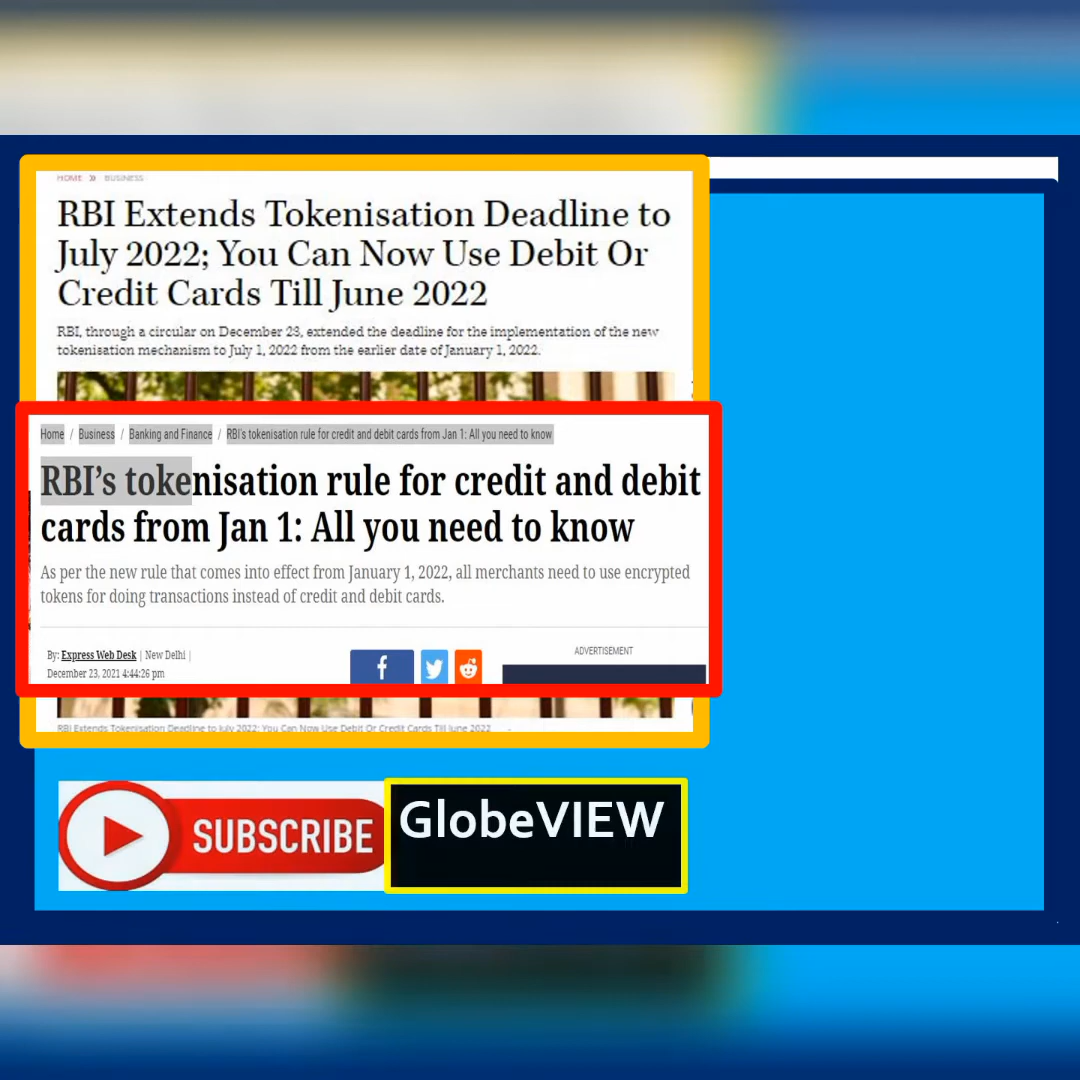 HOME » BUSINESS
RBI Extends Tokenisation Deadline to
July 2022; You Can Now Use Debit Or
Credit Cards Till June 2022
RBI, through a circular on December 23, extended the deadline for the implementation of the new
tokenisation mechanism to July 1, 2022 from the earlier date of January 1, 2022.
Home / Business / Banking and Finance / RBI's tokenisation rule for credit and debit cards from Jan 1: All you need to know
RBI's tokenisation rule for credit and debit
cards from Jan 1: All you need to know
As per the new rule that comes into effect from January 1, 2022, all merchants need to use encrypted
tokens for doing transactions instead of credit and debit cards.
By: Express Web Desk | New Delhi |
December 23, 2021 4:44:26 pm
ADVERTISEMENT
RBI Extends Tokenisation Deadline to July 2022; You Can Now Use Debit Or Credit Cards Till June 2022
SUBSCRIBE
GlobeVIEW